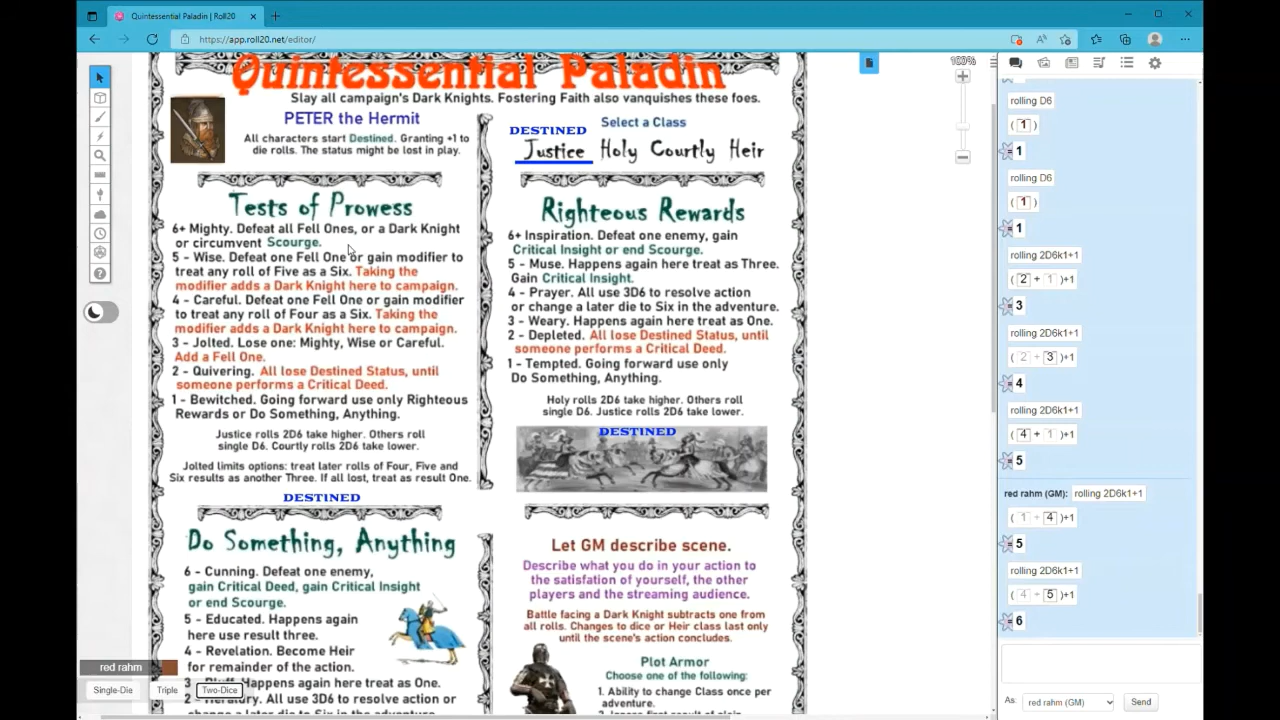 Quintessential Paladin | Roll20
https://app.roll20.net/editor/
Quintessential Paladin
Slay all campaign's Dark Knights. Fostering Faith also vanquishes these foes.
PETER the Hermit
All characters start Destined. Granting +1 to
die rolls. The status might be lost in play.
Select a Class
DESTINED
Justice Holy Courtly Heir
Tests of Prowess
6+ Mighty. Defeat all Fell Ones, or a Dark Knight
or circumvent Scourge.
5 - Wise. Defeat one Fell One or gain modifier to
treat any roll of Five as a Six. Taking the
modifier adds a Dark Knight here to campaign.
4 - Careful. Defeat one Fell One or gain modifier
to treat any roll of Four as a Six. Taking the
modifier adds a Dark Knight here to campaign.
3 - Jolted. Lose one: Mighty, Wise or Careful.
Add a Fell One.
2 - Quivering. All lose Destined Status, until
someone performs a Critical Deed.
1 - Bewitched. Going forward use only Righteous
Rewards or Do Something, Anything.
Justice rolls 2D6 take higher. Others roll
single D6. Courtly rolls 2D6 take lower.
Jolted limits options: treat later rolls of Four, Five and
Six results as another Three. If all lost, treat as result One.
DESTINED
Righteous Rewards
6+ Inspiration. Defeat one enemy, gain
Critical Insight or end Scourge.
5 - Muse. Happens again here treat as Three.
Gain Critical Insight.
4 - Prayer. All use 3D6 to resolve action
or change a later die to Six in the adventure.
3 - Weary. Happens again here treat as One.
2 - Depleted. All lose Destined Status, until
someone performs a Critical Deed.
1 - Tempted. Going forward use only
Do Something, Anything.
Holy rolls 2D6 take higher. Others roll
single D6. Justice rolls 2D6 take lower.
DESTINED
Do Something, Anything
6 - Cunning. Defeat one enemy,
gain Critical Deed, gain Critical Insight
or end Scourge.
5 - Educated. Happens again
here use result three.
4 - Revelation. Become Heir
for remainder of the action.
Happens again here treat as One.
All use 3D6 to resolve action or
change a later die to Six in the adventure
Let GM describe scene.
Describe what you do in your action to
the satisfaction of yourself, the other
players and the streaming audience.
Battle facing a Dark Knight subtracts one from
all rolls. Changes to dice or Heir class last only
until the scene's action concludes.
Plot Armor
Choose one of the following:
1. Ability to change Class once per
adventure.
red rahm
Single-Die
Triple
Two-Dice
100%
rolling D6
( 1 )
1
rolling D6
( 1 )
1
rolling 2D6k1+1
( 2 + 1 )+1
3
rolling 2D6k1+1
( 2 + 3 )+1
4
rolling 2D6k1+1
( 4 + 1 )+1
5
red rahm (GM): rolling 2D6k1+1
( 1 + 4 )+1
5
rolling 2D6k1+1
( 4 + 5 )+1
6
As: red rahm (GM) Send